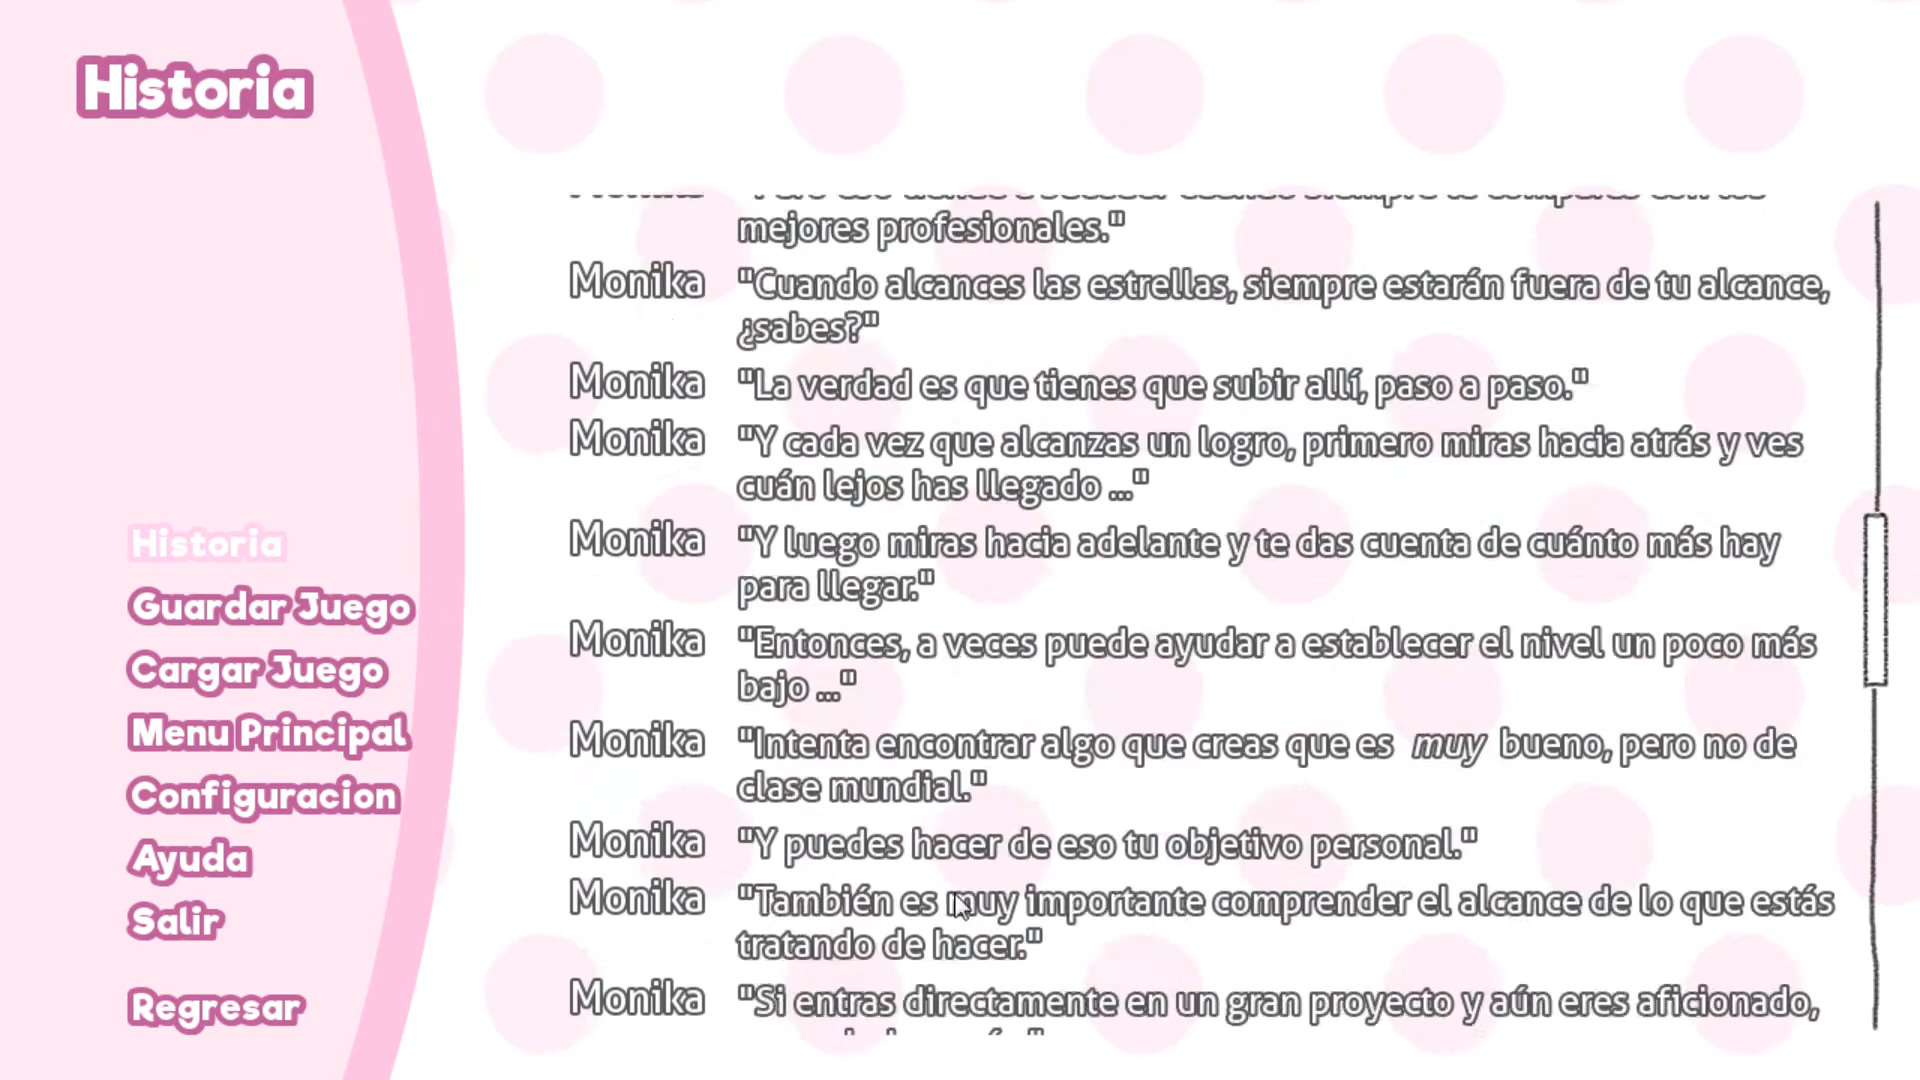 Historia
mejores profesionales."
Monika "Cuando alcances las estrellas, siempre estarán fuera de tu alcance,
¿sabes?"
Monika "La verdad es que tienes que subir allí, paso a paso."
Monika "Y cada vez que alcanzas un logro, primero miras hacia atrás y ves
cuán lejos has llegado ..."
Monika "Y luego miras hacia adelante y te das cuenta de cuánto más hay
para llegar."
Monika "Entonces, a veces puede ayudar a establecer el nivel un poco más
bajo ..."
Monika "Intenta encontrar algo que creas que es muy bueno, pero no de
clase mundial."
Monika "Y puedes hacer de eso tu objetivo personal."
Monika "También es muy importante comprender el alcance de lo que estás
tratando de hacer."
Monika "Si entras directamente en un gran proyecto y aún eres aficionado,
Historia
Guardar Juego
Cargar Juego
Menu Principal
Configuracion
Ayuda
Salir
Regresar